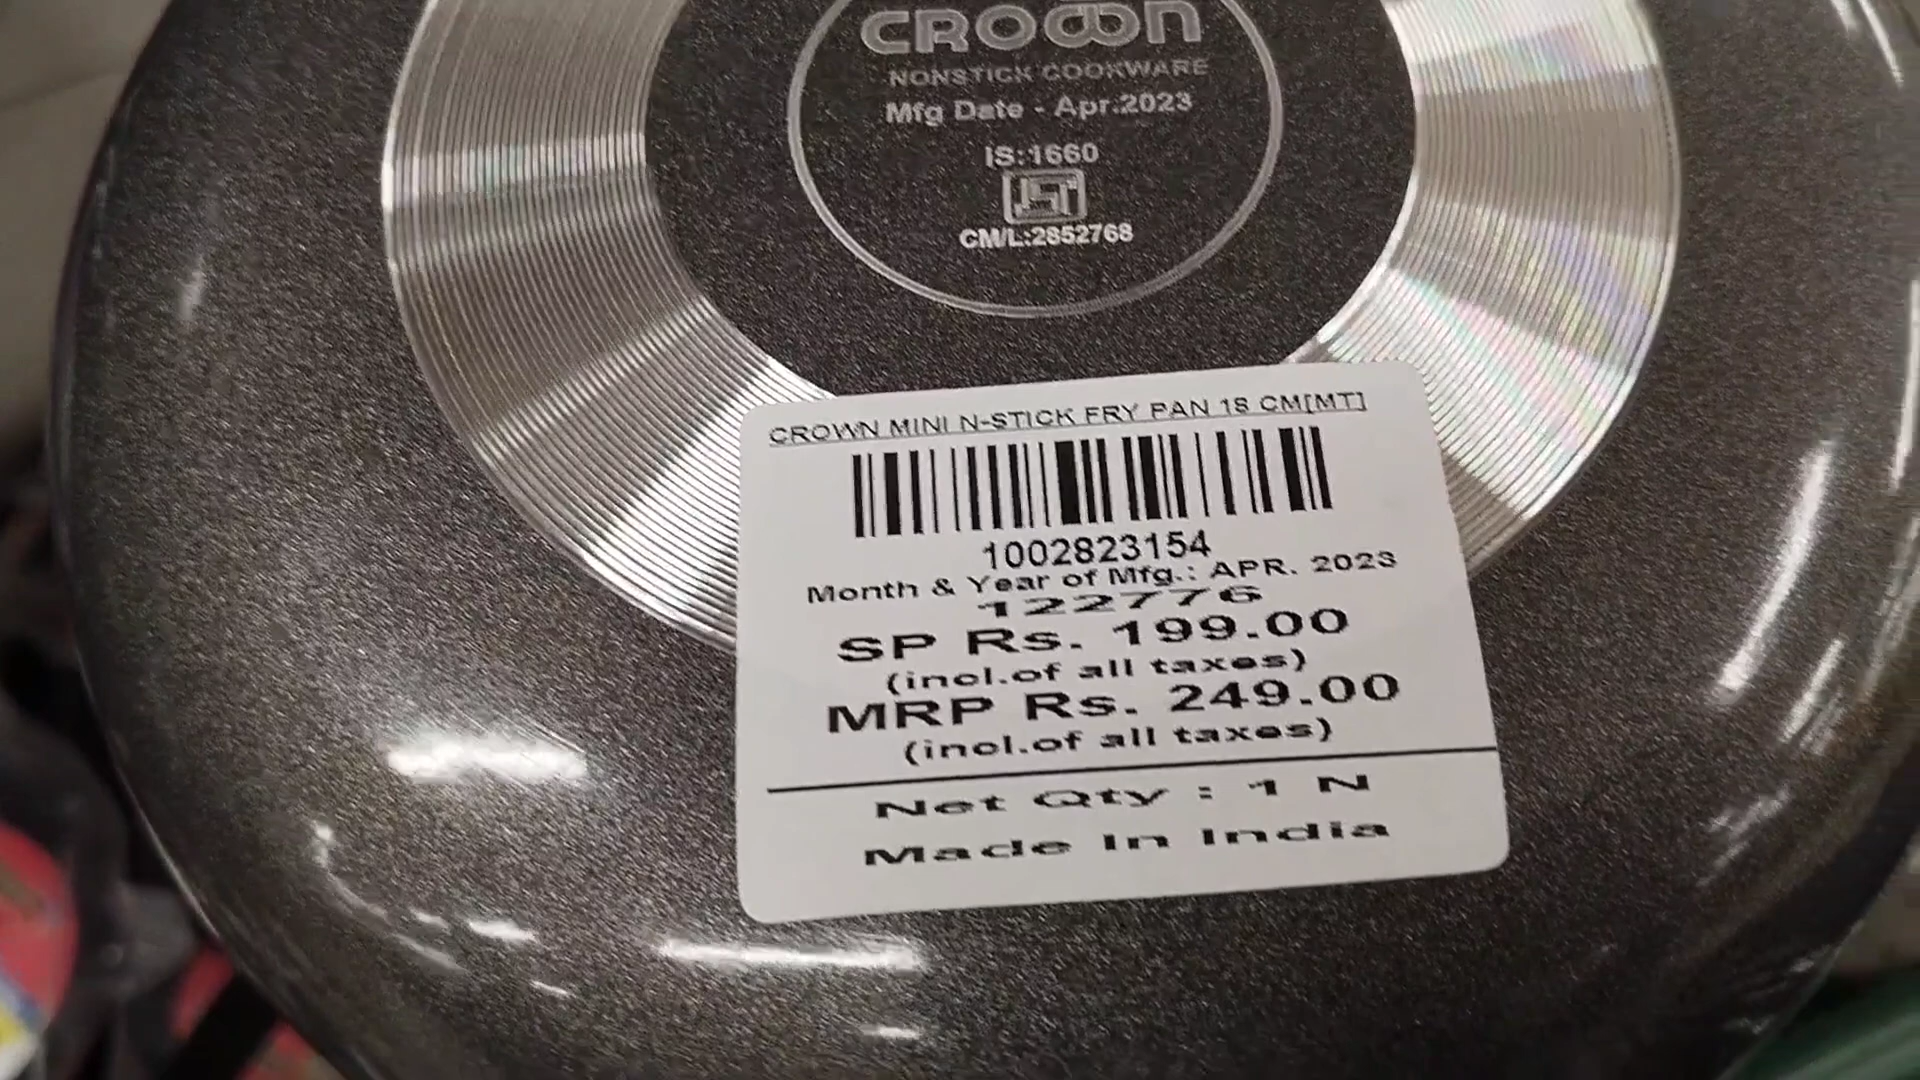 CROWN
NONSTICK COOKWARE
Mfg Date - Apr.2023
IS:1660
ISI
CM/L:2852768
CROWN MINI N-STICK FRY PAN 18 CM[MT]
1002823154
Month & Year of Mfg.: APR. 2023
122776
SP Rs. 199.00
(incl.of all taxes)
MRP Rs. 249.00
(incl.of all taxes)
Net Qty : 1 N
Made In India